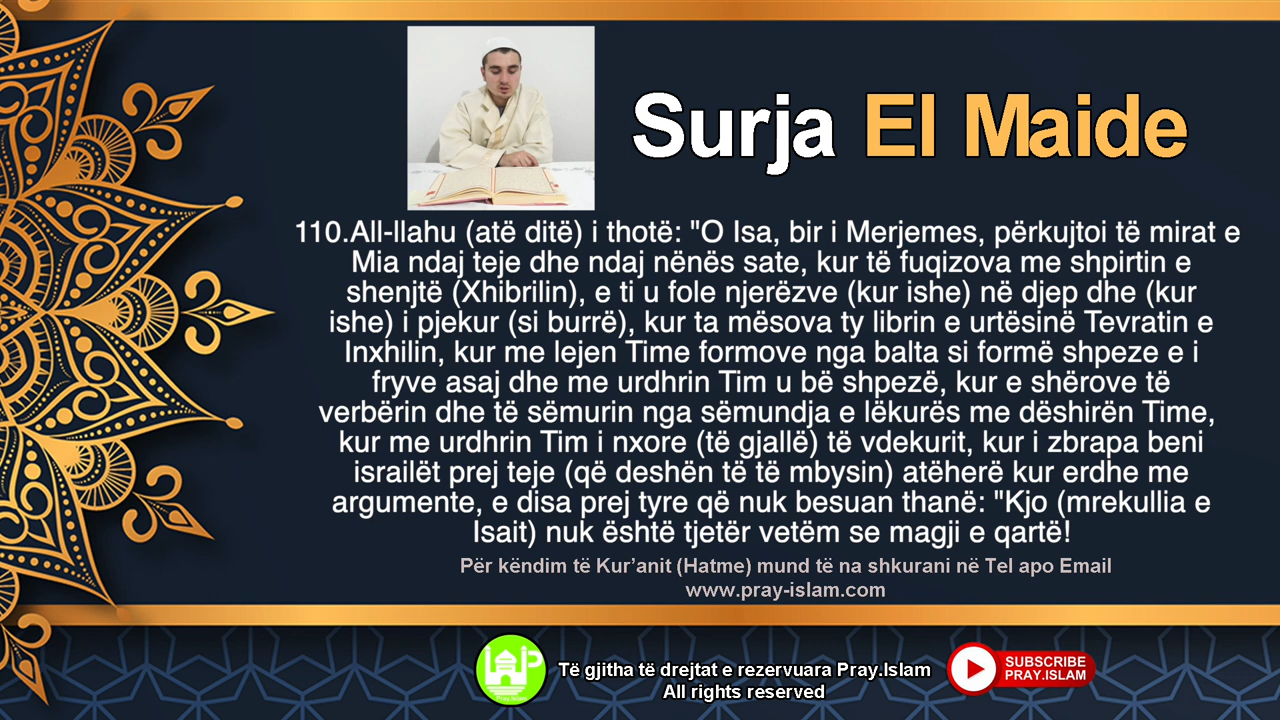 Surja El Maide
110.All-llahu (atë ditë) i thotë: "O Isa, bir i Merjemes, përkujtoi të mirat e
Mia ndaj teje dhe ndaj nënës sate, kur të fuqizova me shpirtin e
shenjtë (Xhibrilin), e ti u fole njerëzve (kur ishe) në djep dhe (kur
ishe) i pjekur (si burrë), kur ta mësova ty librin e urtësinë Tevratin e
Inxhilin, kur me lejen Time formove nga balta si formë shpeze e i
fryve asaj dhe me urdhrin Tim u bë shpezë, kur e shërove të
verbërin dhe të sëmurin nga sëmundja e lëkurës me dëshirën Time,
kur me urdhrin Tim i nxore (të gjallë) të vdekurit, kur i zbrapa beni
israilët prej teje (që deshën të të mbysin) atëherë kur erdhe me
argumente, e disa prej tyre që nuk besuan thanë: "Kjo (mrekullia e
Isait) nuk është tjetër vetëm se magji e qartë!
Për këndim të Kur’anit (Hatme) mund të na shkurani në Tel apo Email
www.pray-islam.com
Pray.Islam
Të gjiitha të drejtat e rezervuara Pray.Islam
All rights reserved
SUBSCRIBE
PRAY.ISLAM